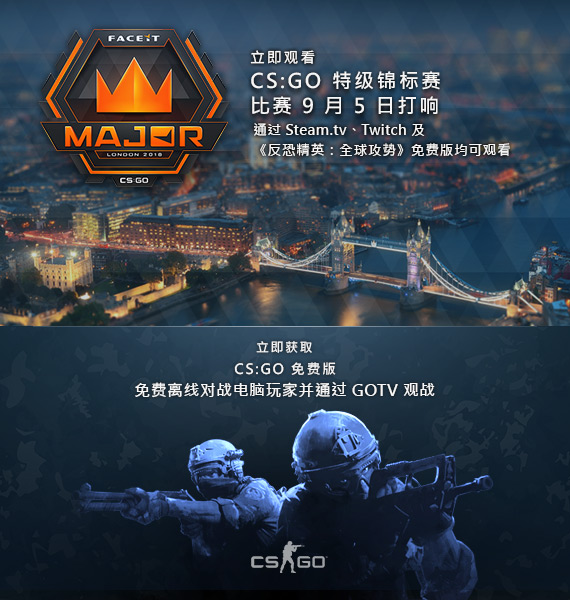 FACEIT
MAJOR
LONDON 2018
CS:GO
立即观看
CS:GO 特级锦标赛
比赛 9 月 5 日打响
通过 Steam.tv、Twitch 及
《反恐精英:全球攻势》免费版均可观看
立即获取
CS:GO 免费版
免费离线对战电脑玩家并通过 GOTV 观战
CS GO